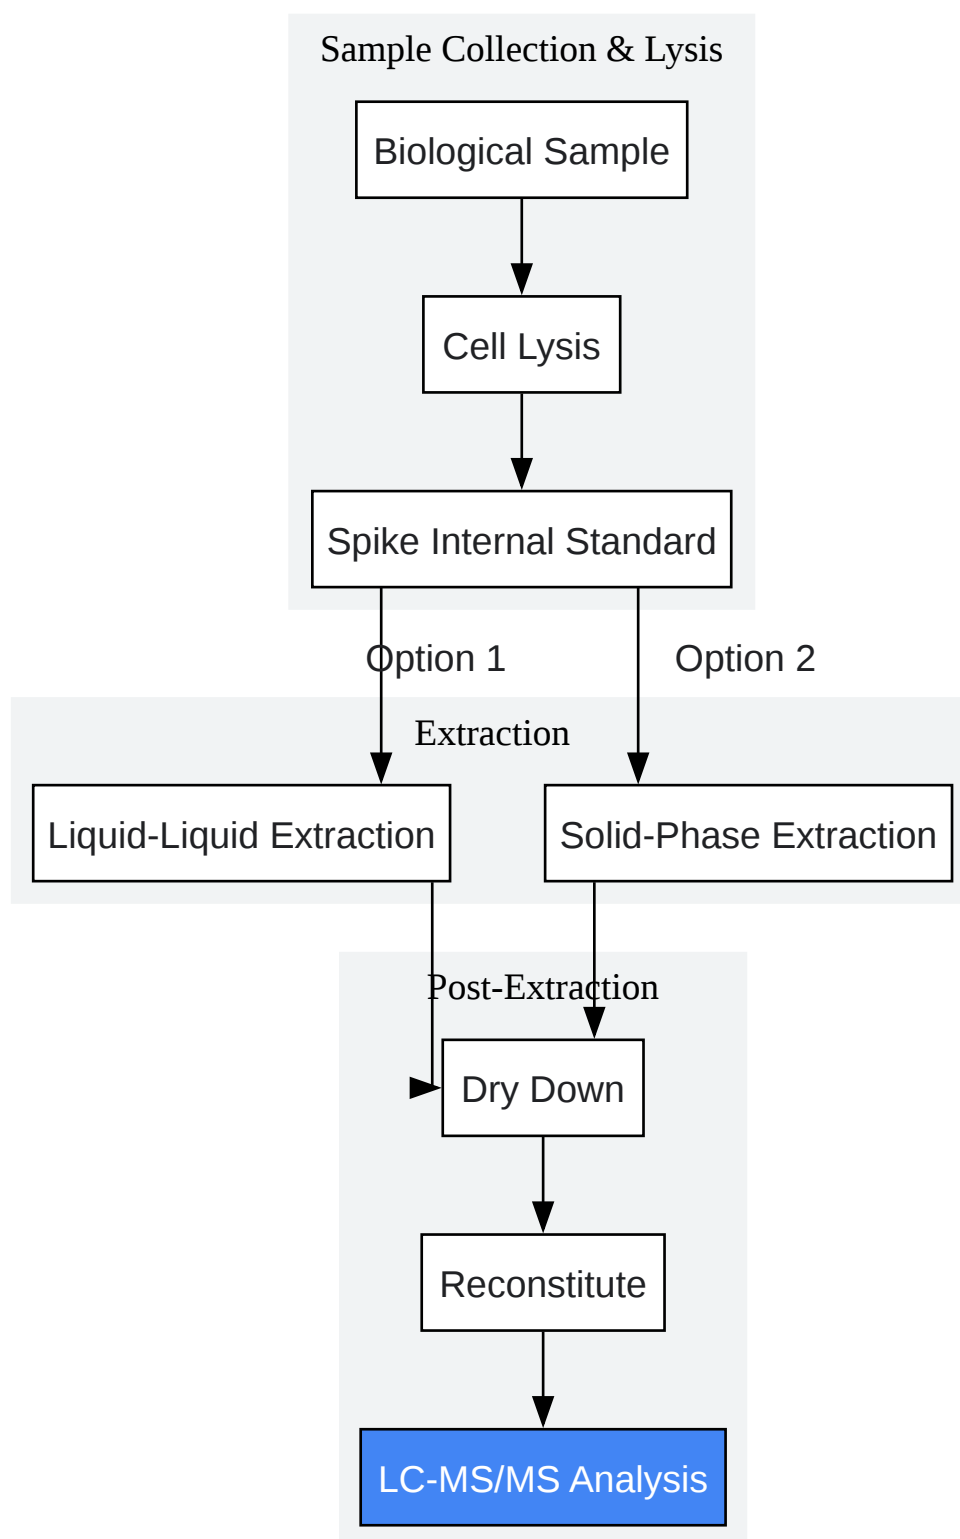 Sample Collection & Lysis
Biological Sample
Cell Lysis
Spike Internal Standard
Option 1
Option 2
Extraction
Liquid-Liquid Extraction
Solid-Phase Extraction
Post-Extraction
Dry Down
Reconstitute
LC-MS/MS Analysis